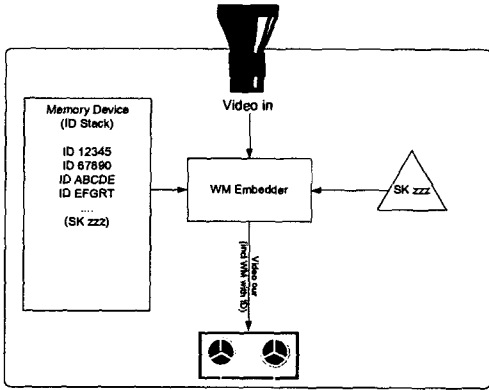 Video in
Memory Device
(ID Stack)
ID 12345
ID 67890
ID ABCDE
ID EFGRT
....
(SK zzz)
WM Embedder
SK zzz
Video our
(incl WM with ID)